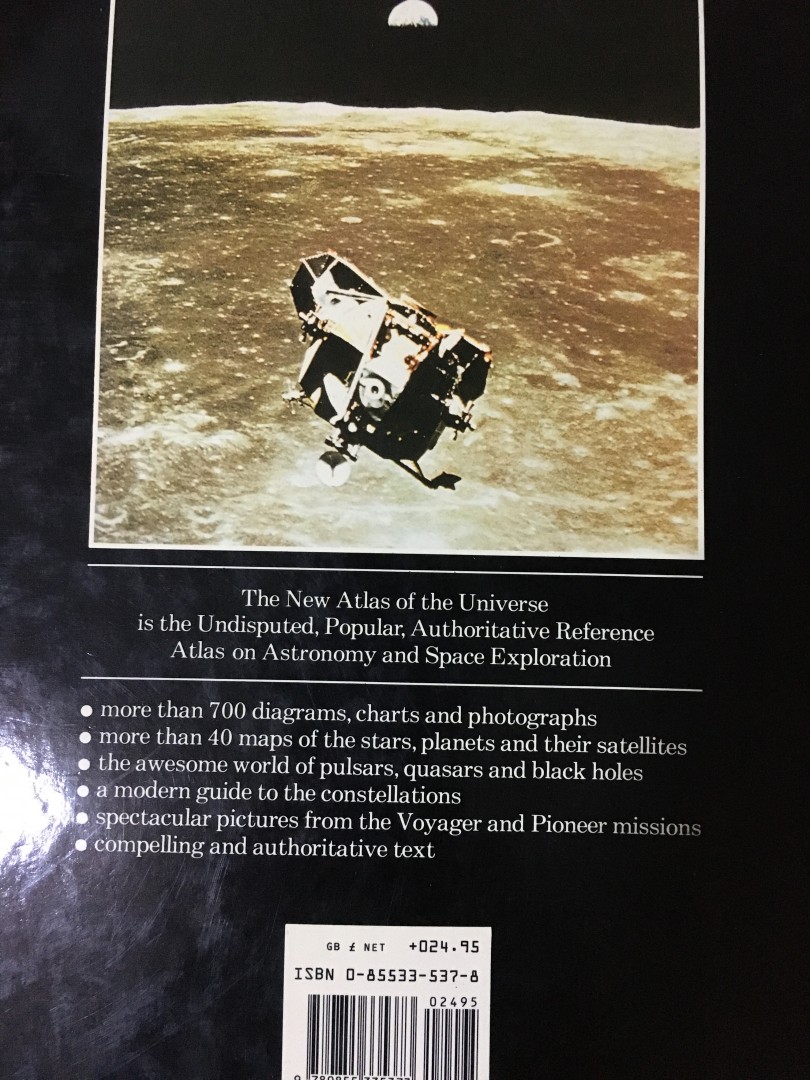 The New Atlas of the Universe
is the Undisputed, Popular, Authoritative Reference
Atlas on Astronomy and Space Exploration
● more than 700 diagrams, charts and photographs
● more than 40 maps of the stars, planets and their satellites
● the awesome world of pulsars, quasars and black holes
● a modern guide to the constellations
● spectacular pictures from the Voyager and Pioneer missions
● compelling and authoritative text
GB £ NET +024.95
ISBN 0-85533-537-8
02495